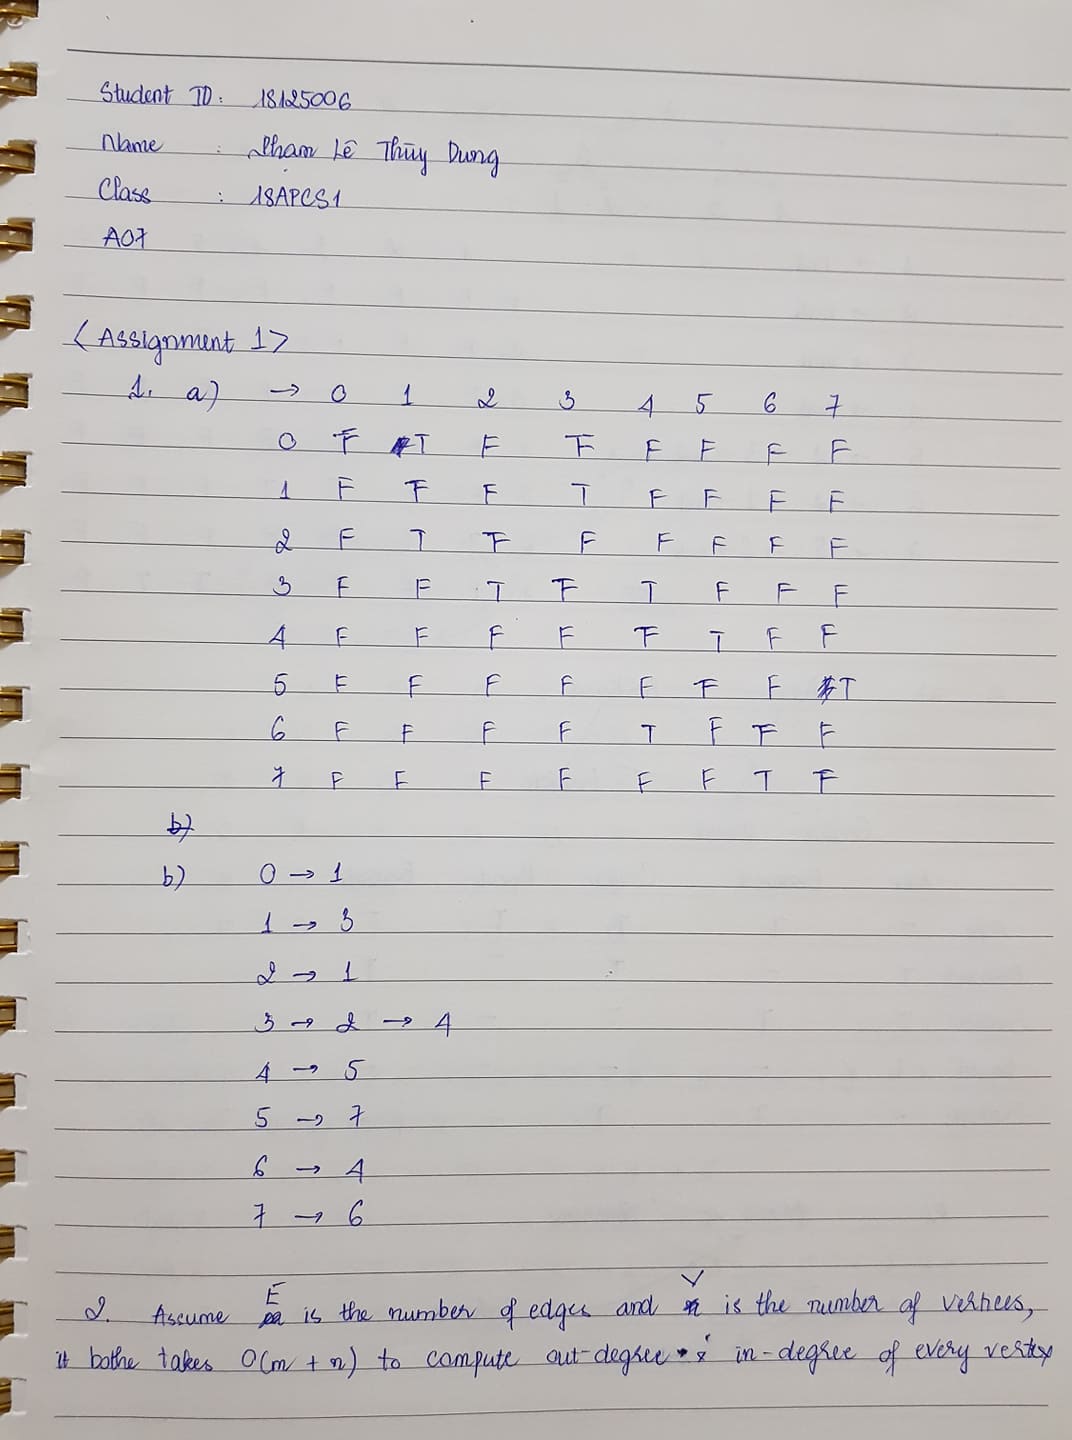 Student ID: 18125006
Name : Phạm Lê Thùy Dung
Class : 18APCS1
A07
<Assignment 1>
1. a) → 0 1 2 3 4 5 6 7
0 F T F F F F F F
1 F F F T F F F F
2 F T F F F F F F
3 F F T F T F F F
4 F F F F F T F F
5 F F F F F F F T
6 F F F F T F F F
7 F F F F F F T F
b)
b) 0 → 1
1 → 3
2 → 1
3 → 2 → 4
4 → 5
5 → 7
6 → 4
7 → 6
2. Assume E is the number of edges and V is the number of vertices,
it bothe takes O(m + n) to compute out-degree in-degree of every vertex